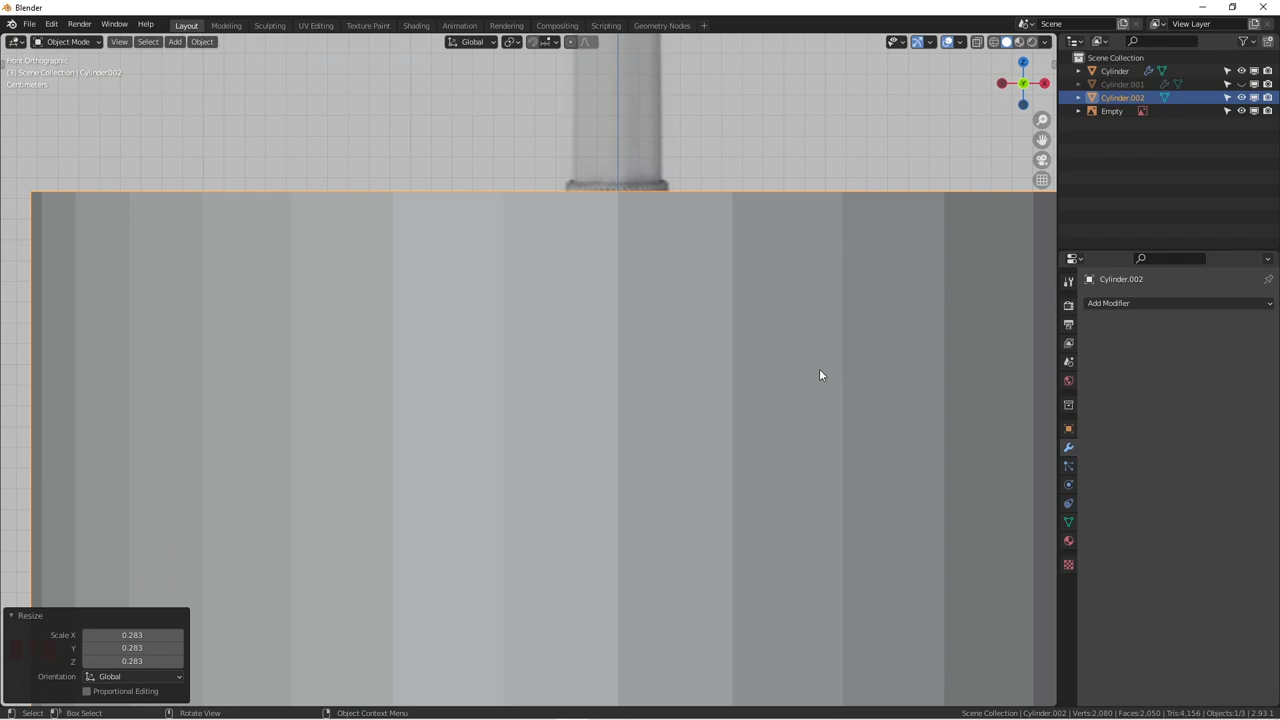 Blender
File Edit Render Window Help Layout Modeling Sculpting UV Editing Texture Paint Shading Animation Rendering Compositing Scripting Geometry Nodes + Scene View Layer
Object Mode View Select Add Object Global
Front Orthographic
(3) Scene Collection | Cylinder.002
Centimeters
Z
Y
X
Scene Collection
Cylinder
Cylinder.001
Cylinder.002
Empty
Cylinder.002
Add Modifier
Resize
Scale X 0.283
Y 0.283
Z 0.283
Orientation Global
Proportional Editing
Select Box Select Rotate View Object Context Menu Scene Collection | Cylinder.002 | Verts:2,080 | Faces:2,050 | Tris:4,156 | Objects:1/3 | 2.93.1